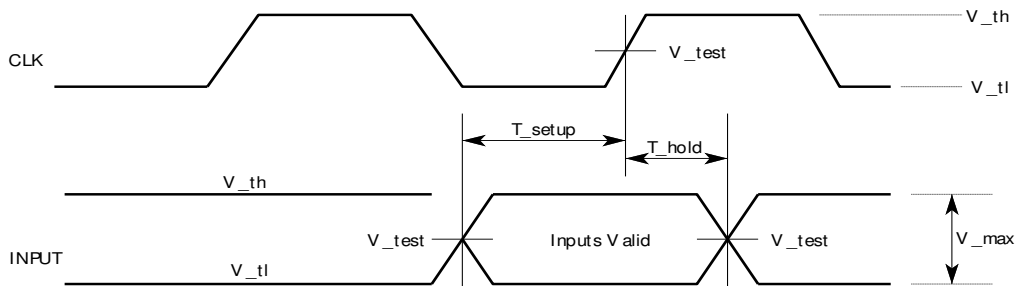 V_th
CLK
V_test
V_tl
T_setup
T_hold
V_th
V_test
Inputs Valid
V_test
V_max
INPUT
V_tl